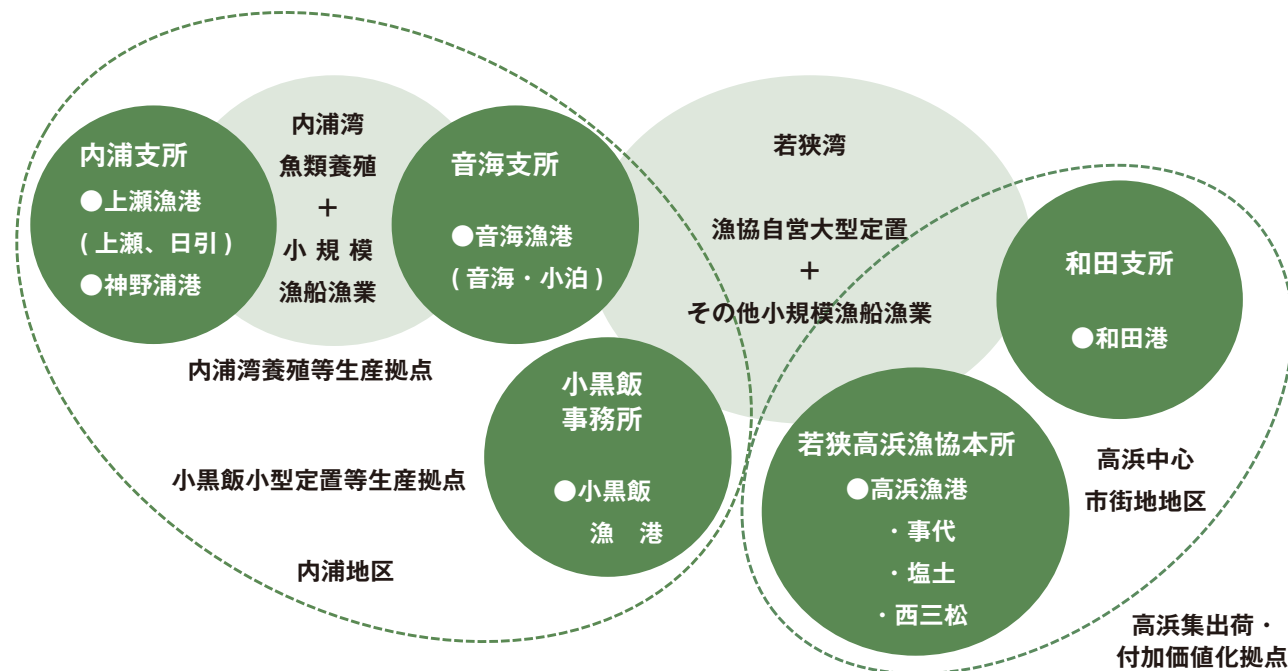 内浦支所
●上瀬漁港
( 上瀬、日引 )
●神野浦港
内浦湾
魚類養殖
＋
小 規 模
漁船漁業
音海支所
●音海漁港
( 音海・小泊 )
内浦湾養殖等生産拠点
小黒飯
事務所
●小黒飯
漁　港
小黒飯小型定置等生産拠点
内浦地区
若狭湾
漁協自営大型定置
＋
その他小規模漁船漁業
和田支所
●和田港
若狭高浜漁協本所
●高浜漁港
・事代
・塩土
・西三松
高浜中心
市街地地区
高浜集出荷・
付加価値化拠点